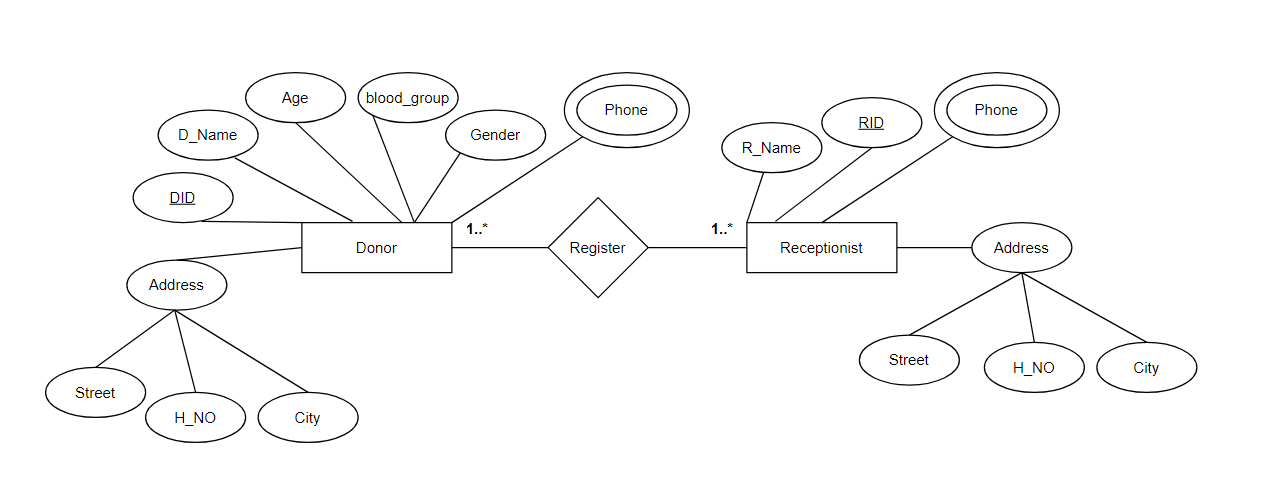 Age
blood_group
Phone
Phone
D_Name
Gender
RID
R_Name
DID
1..*
1..*
Donor
Register
Receptionist
Address
Address
Street
H_NO
City
Street
H_NO
City